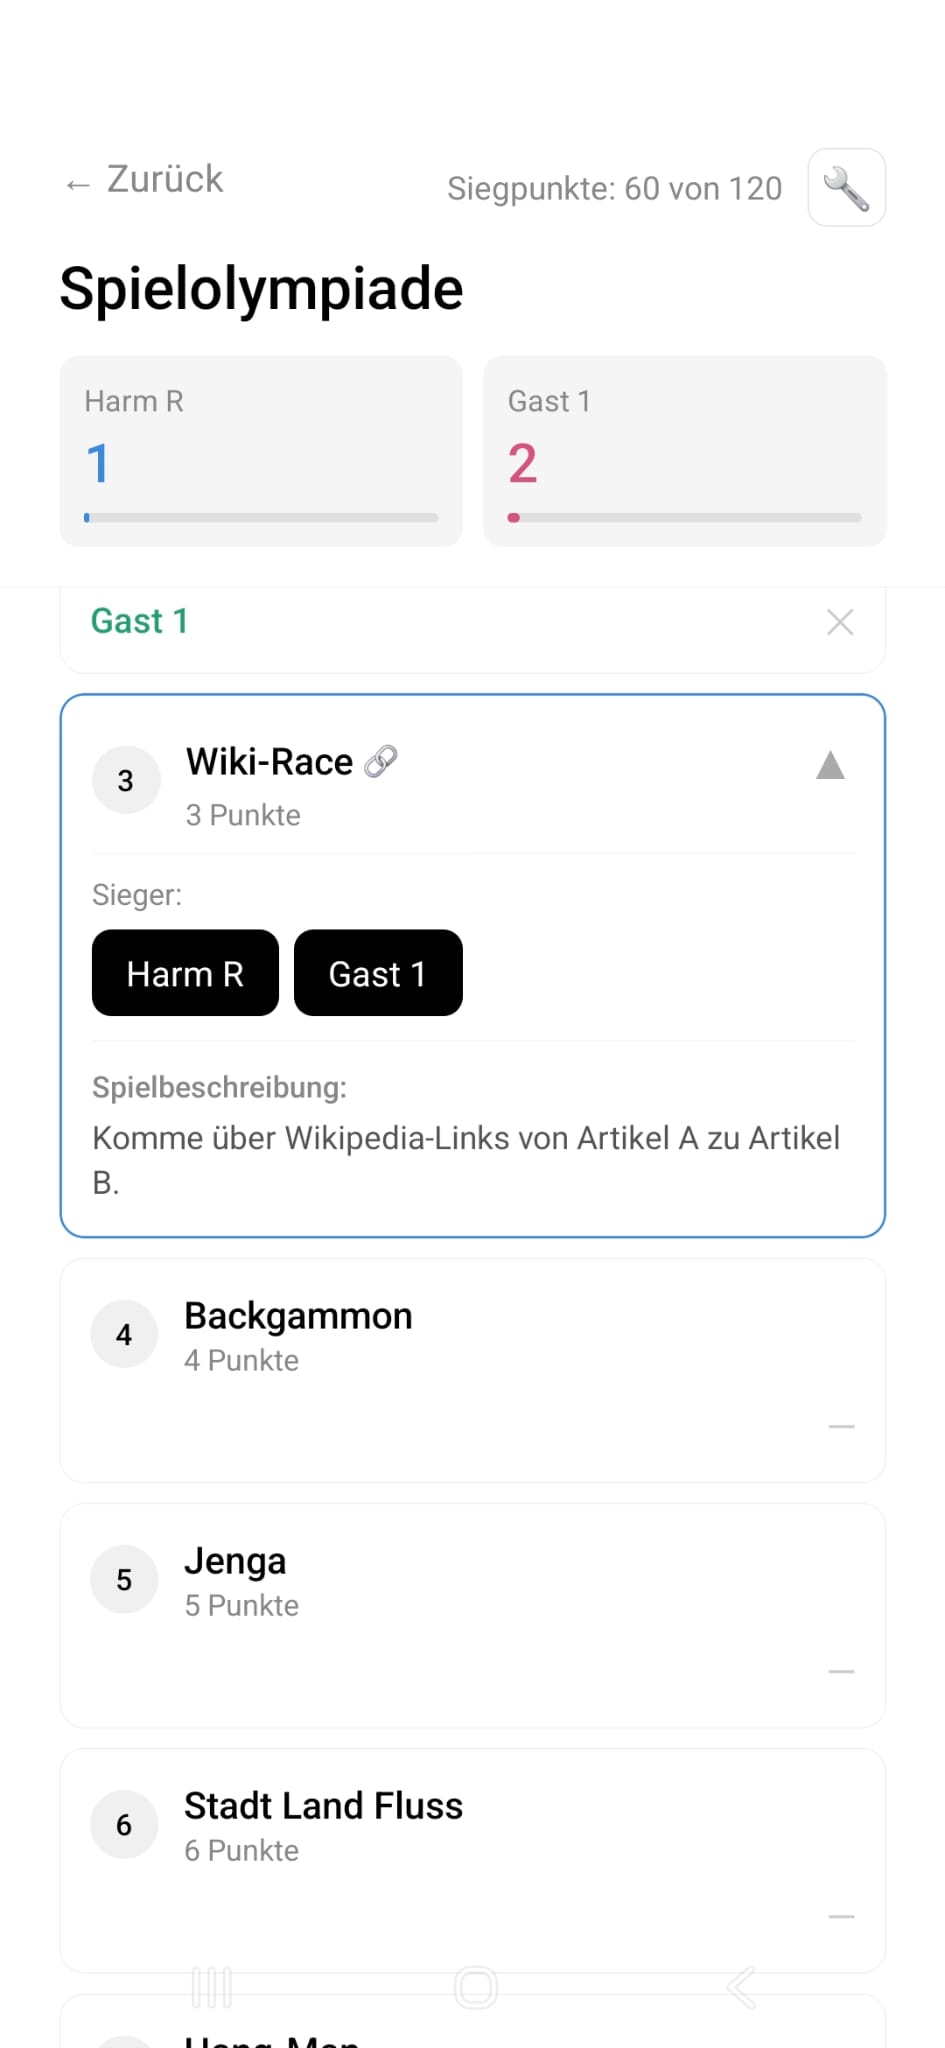 ← Zurück
Siegpunkte: 60 von 120
Spielolympiade
Harm R
1
Gast 1
2
Gast 1
3
Wiki-Race
3 Punkte
Sieger:
Harm R
Gast 1
Spielbeschreibung:
Komme über Wikipedia-Links von Artikel A zu Artikel
B.
4
Backgammon
4 Punkte
5
Jenga
5 Punkte
6
Stadt Land Fluss
6 Punkte